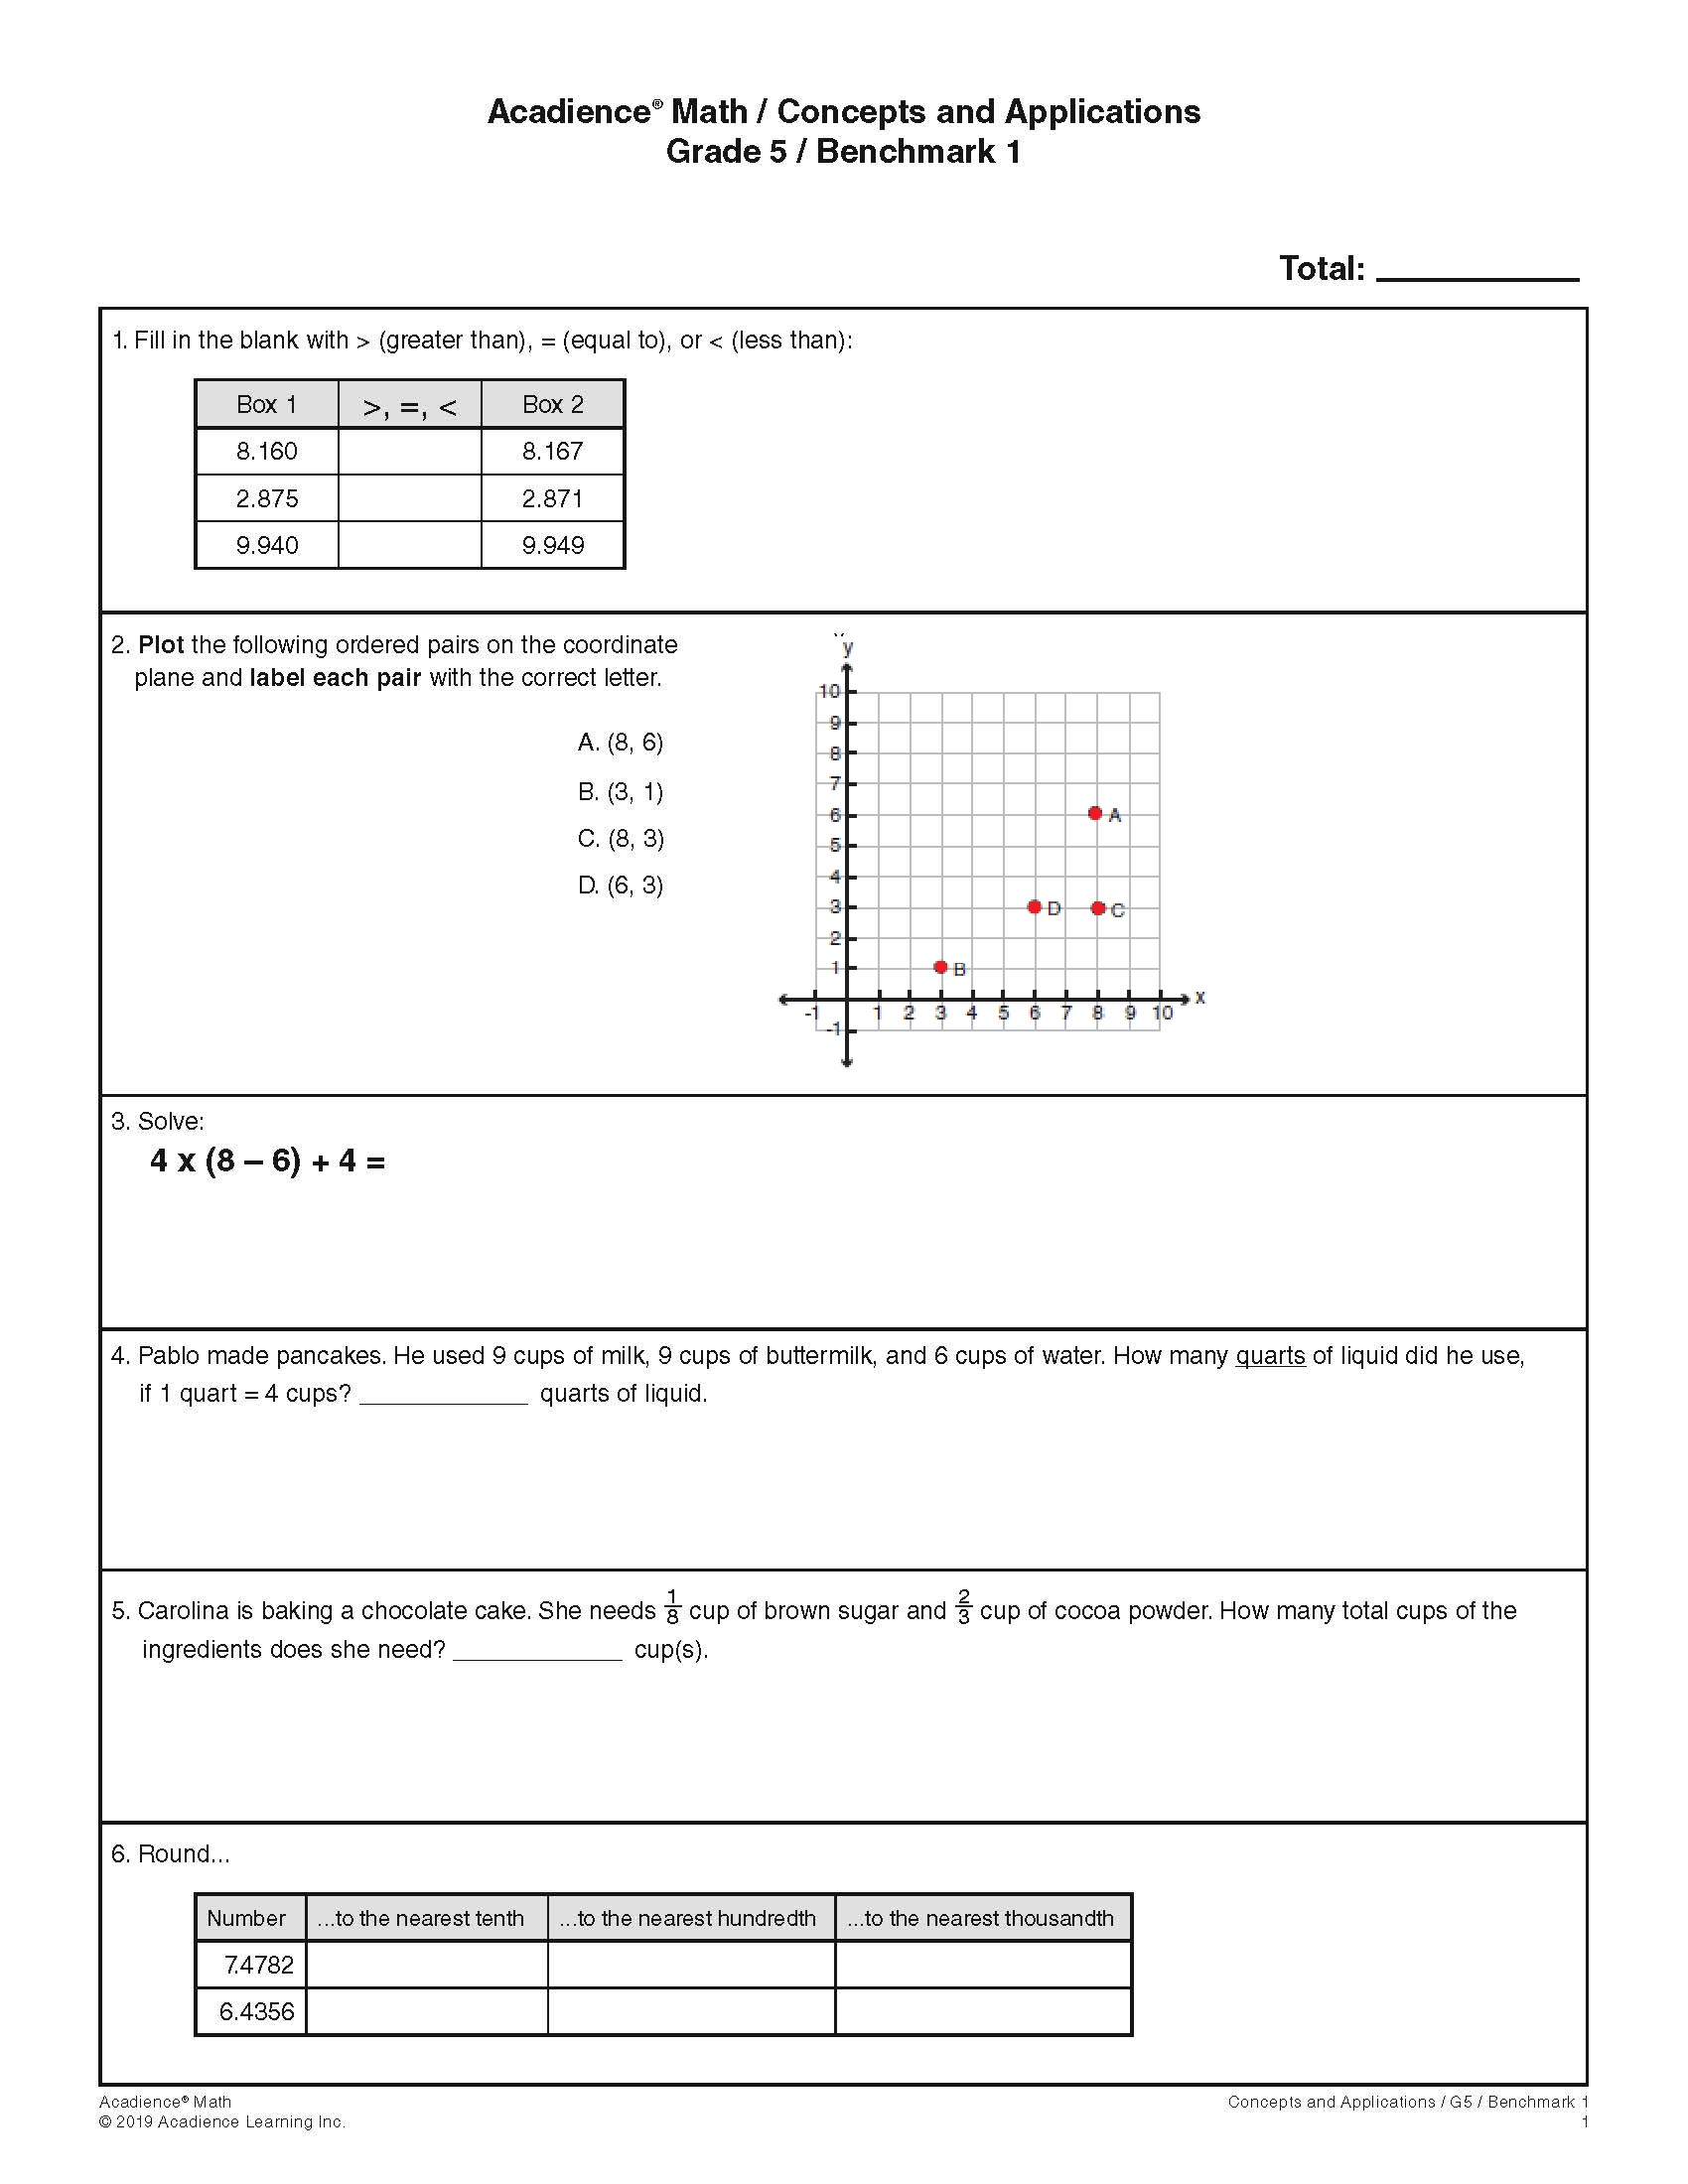 Acadience® Math / Concepts and Applications
Grade 5 / Benchmark 1
Total: ____________
1. Fill in the blank with > (greater than), = (equal to), or < (less than):
Box 1 >, =, < Box 2
8.160 8.167
2.875 2.871
9.940 9.949
2. Plot the following ordered pairs on the coordinate
plane and label each pair with the correct letter.
A. (8, 6)
B. (3, 1)
C. (8, 3)
D. (6, 3)
y
10
9
8
7
6 A
5
4
3 D C
2
1 B
x
-1 1 2 3 4 5 6 7 8 9 10
-1
3. Solve:
4 x (8 – 6) + 4 =
4. Pablo made pancakes. He used 9 cups of milk, 9 cups of buttermilk, and 6 cups of water. How many quarts of liquid did he use,
if 1 quart = 4 cups? ____________ quarts of liquid.
5. Carolina is baking a chocolate cake. She needs 1/8 cup of brown sugar and 2/3 cup of cocoa powder. How many total cups of the
ingredients does she need? ____________ cup(s).
6. Round...
Number ...to the nearest tenth ...to the nearest hundredth ...to the nearest thousandth
7.4782
6.4356
Acadience® Math Concepts and Applications / G5 / Benchmark 1
© 2019 Acadience Learning Inc. 1